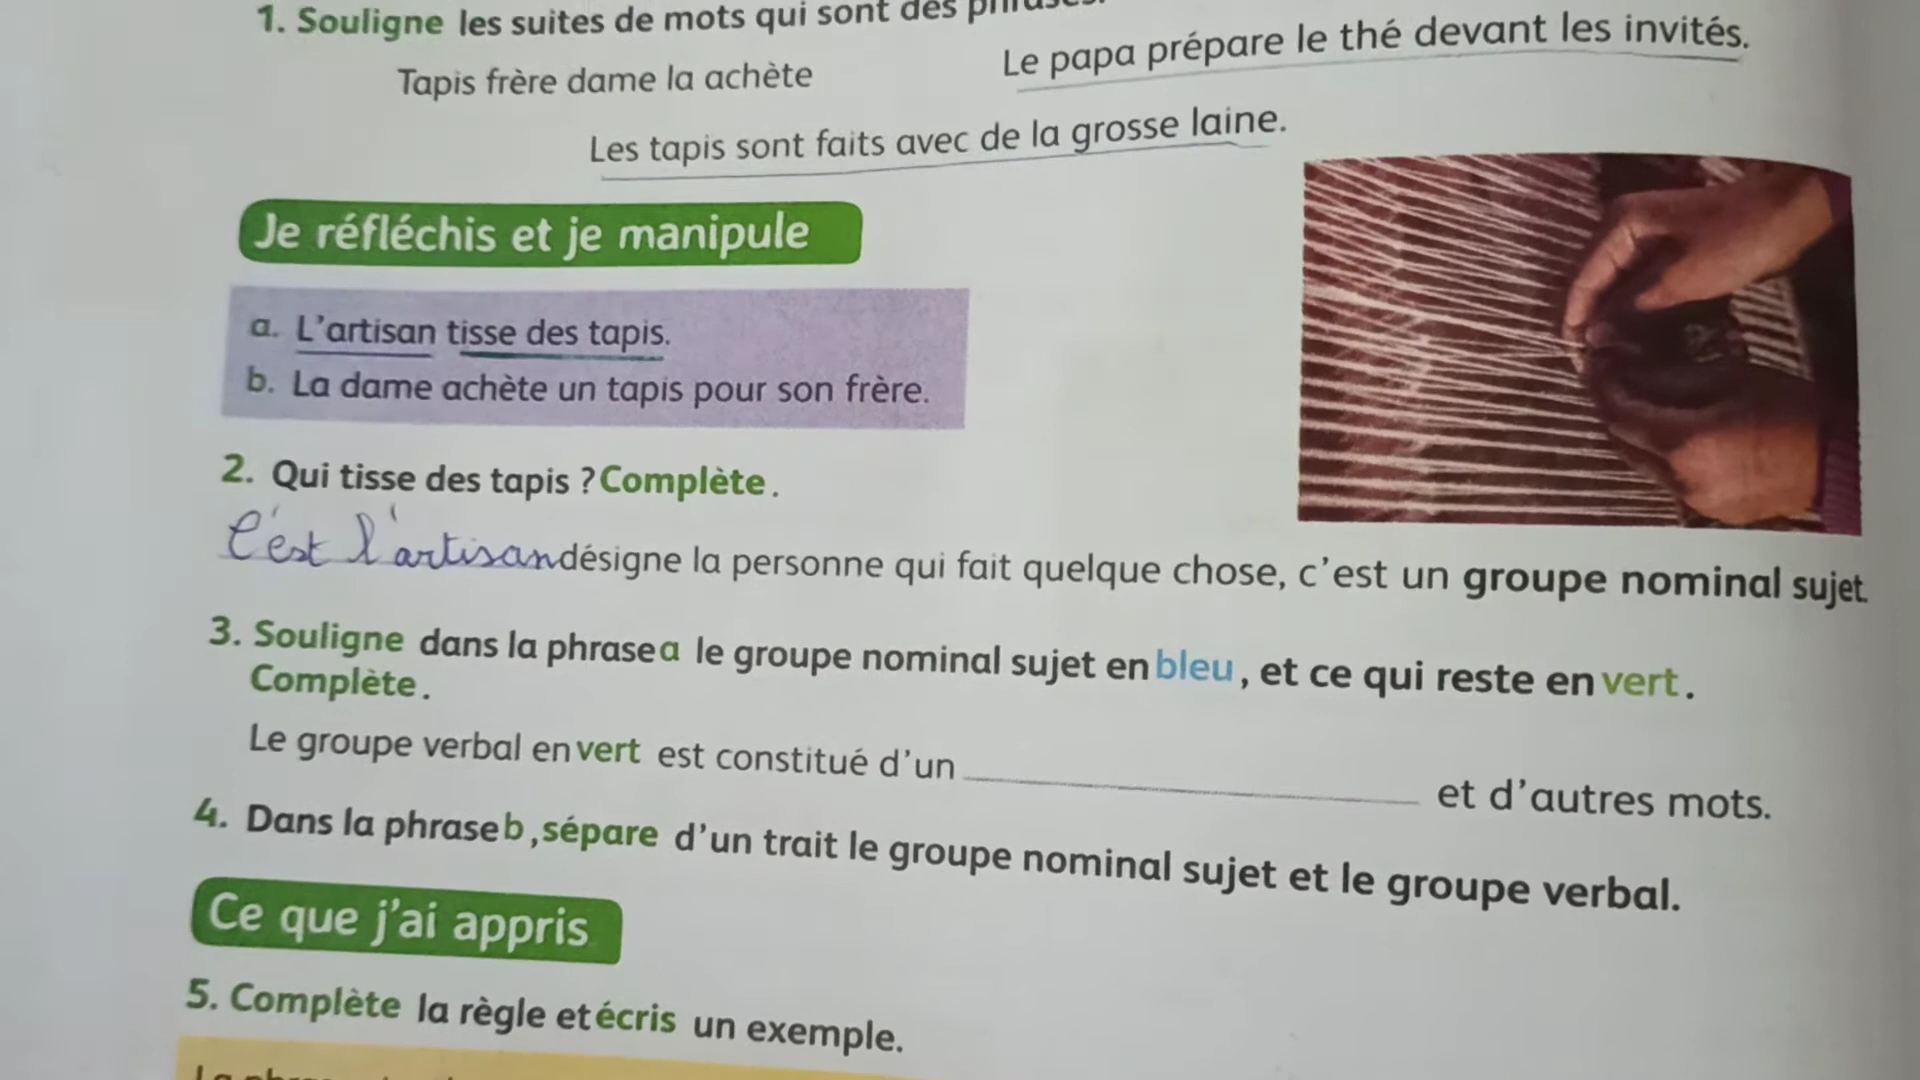 1. Souligne les suites de mots qui sont des
Tapis frère dame la achète
Le papa prépare le thé devant les invités.
Les tapis sont faits avec de la grosse laine.
Je réfléchis et je manipule
a. L'artisan tisse des tapis.
b. La dame achète un tapis pour son frère.
2. Qui tisse des tapis ? Complète.
C'est l'artisan désigne la personne qui fait quelque chose, c'est un groupe nominal sujet.
3. Souligne dans la phrase a le groupe nominal sujet en bleu, et ce qui reste en vert.
Complète.
Le groupe verbal en vert est constitué d'un et d'autres mots.
4. Dans la phrase b, sépare d'un trait le groupe nominal sujet et le groupe verbal.
Ce que j'ai appris
5. Complète la règle et écris un exemple.